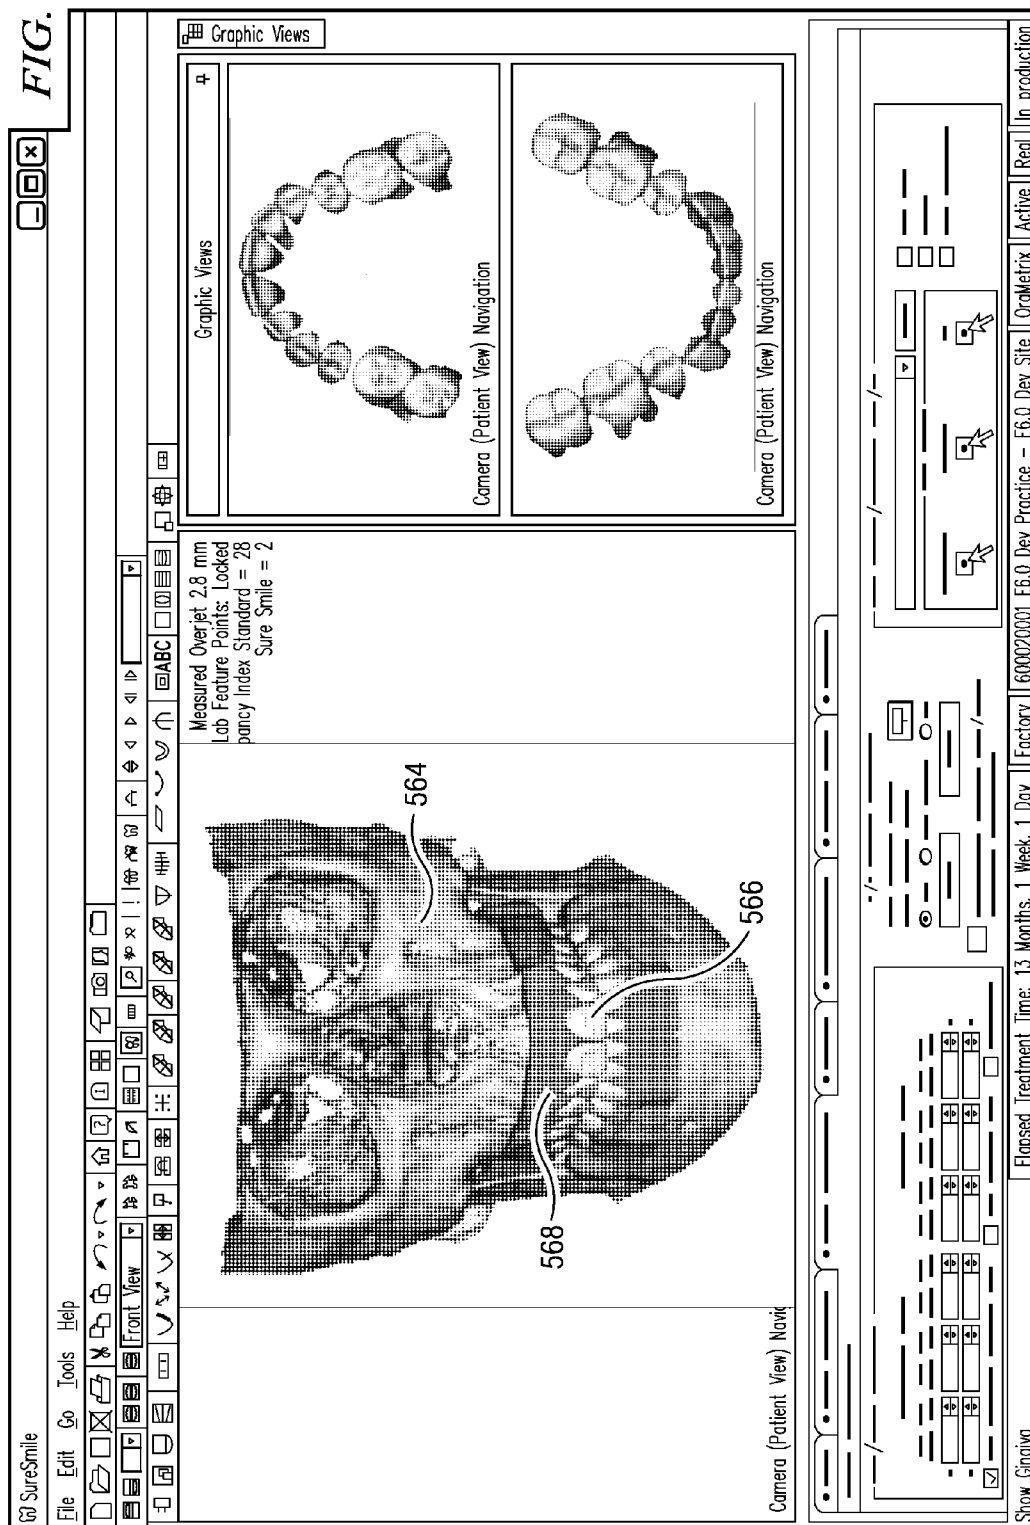 FIG.
SureSmile
File Edit Go Tools Help
Front View
ABC
Measured Overjet 2.8 mm
Lab Feature Points: Locked
pancy Index Standard = 28
Sure Smile = 2
564
566
568
Camera (Patient View) Navig
Graphic Views
Graphic Views
Camera (Patient View) Navigation
Camera (Patient View) Navigation
Show Gingiva
Elapsed Treatment Time: 13 Months, 1 Week, 1 Day
Factory
600020001 F6.0 Dev Practice - F6.0 Dev Site
OraMetrix
Active
Real
In production